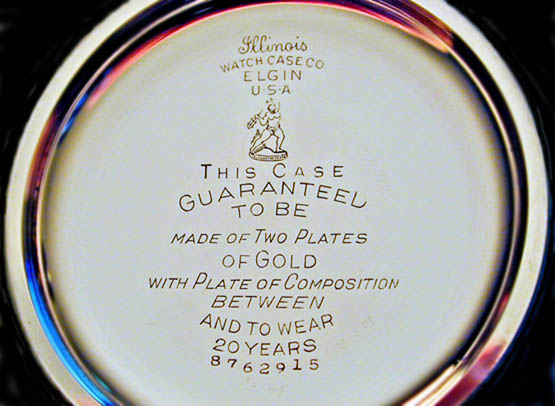 Illinois
WATCH CASE CO
ELGIN
U·S·A
THIS CASE
GUARANTEED
TO BE
MADE OF TWO PLATES
OF GOLD
WITH PLATE OF COMPOSITION
BETWEEN
AND TO WEAR
20 YEARS
8762915